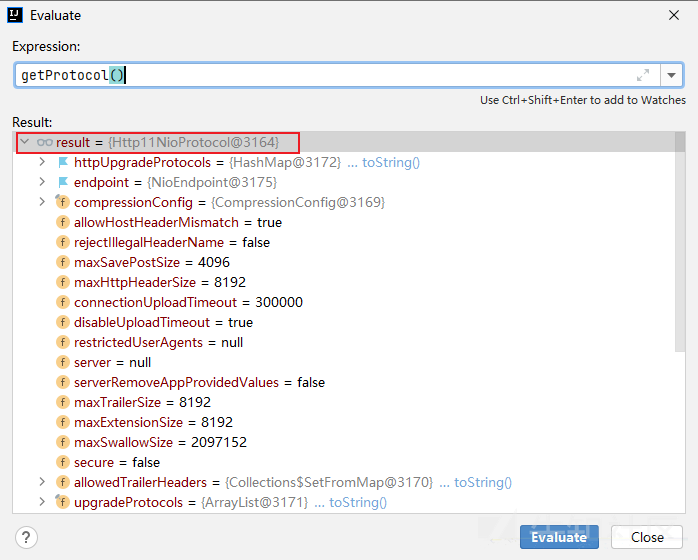 Evaluate
Expression:
getProtocol()
Use Ctrl+Shift+Enter to add to Watches
Result:
result = {Http11NioProtocol@3164}
httpUpgradeProtocols = {HashMap@3172} ... toString()
endpoint = {NioEndpoint@3175}
compressionConfig = {CompressionConfig@3169}
allowHostHeaderMismatch = true
rejectIllegalHeaderName = false
maxSavePostSize = 4096
maxHttpHeaderSize = 8192
connectionUploadTimeout = 300000
disableUploadTimeout = true
restrictedUserAgents = null
server = null
serverRemoveAppProvidedValues = false
maxTrailerSize = 8192
maxExtensionSize = 8192
maxSwallowSize = 2097152
secure = false
allowedTrailerHeaders = {Collections$SetFromMap@3170} ... toString()
upgradeProtocols = {ArrayList@3171} ... toString()
? Evaluate Close